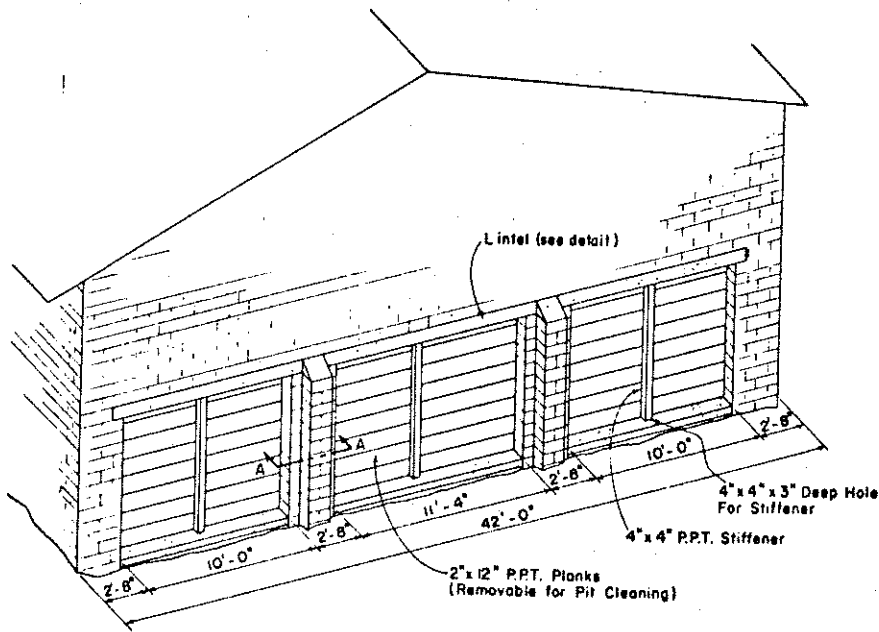 Lintel (see detail)
A
A
2'-8"
10'-0"
2'-8"
11'-4"
2'-8"
10'-0"
2'-8"
42'-0"
4"x 4"x 3" Deep Hole
For Stiffener
4"x 4" P.P.T. Stiffener
2"x 12" P.P.T. Planks
(Removable for Pit Cleaning)